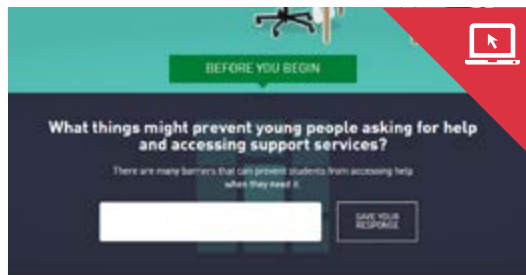 BEFORE YOU BEGIN
What things might prevent young people asking for help
and accessing support services?
There are many barriers that can prevent students from accessing help
when they need it
SAVE YOUR
RESPONSE